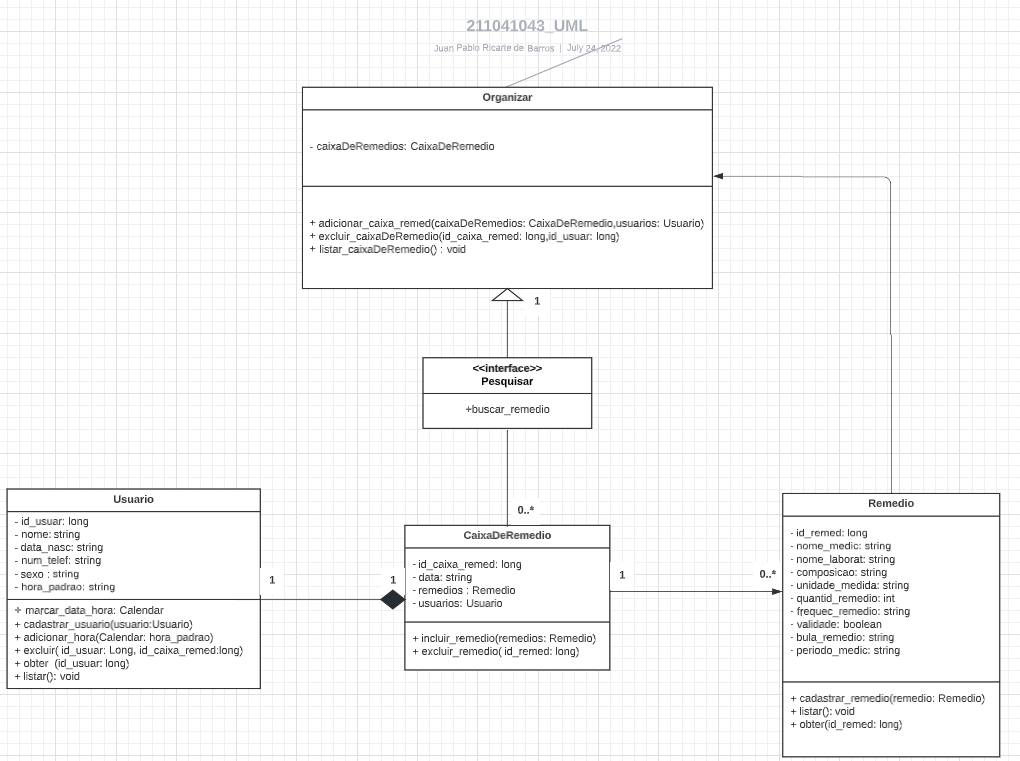 211041043_UML
Juan Pablo Ricarte de Barros | July 24, 2022
Organizar
- caixaDeRemedios: CaixaDeRemedio
+ adicionar_caixa_remed(caixaDeRemedios: CaixaDeRemedio,usuarios: Usuario)
+ excluir_caixaDeRemedio(id_caixa_remed: long,id_usuar: long)
+ listar_caixaDeRemedio() : void
1
<<interface>>
Pesquisar
+buscar_remedio
0..*
Usuario
- id_usuar: long
- nome: string
- data_nasc: string
- num_telef: string
- sexo : string
- hora_padrao: string
+ marcar_data_hora: Calendar
+ cadastrar_usuario(usuario:Usuario)
+ adicionar_hora(Calendar: hora_padrao)
+ excluir( id_usuar: Long, id_caixa_remed:long)
+ obter (id_usuar: long)
+ listar(): void
1
1
CaixaDeRemedio
- id_caixa_remed: long
- data: string
- remedios : Remedio
- usuarios: Usuario
+ incluir_remedio(remedios: Remedio)
+ excluir_remedio( id_remed: long)
1
0..*
Remedio
- id_remed: long
- nome_medic: string
- nome_laborat: string
- composicao: string
- unidade_medida: string
- quantid_remedio: int
- frequec_remedio: string
- validade: boolean
- bula_remedio: string
- periodo_medic: string
+ cadastrar_remedio(remedio: Remedio)
+ listar(): void
+ obter(id_remed: long)